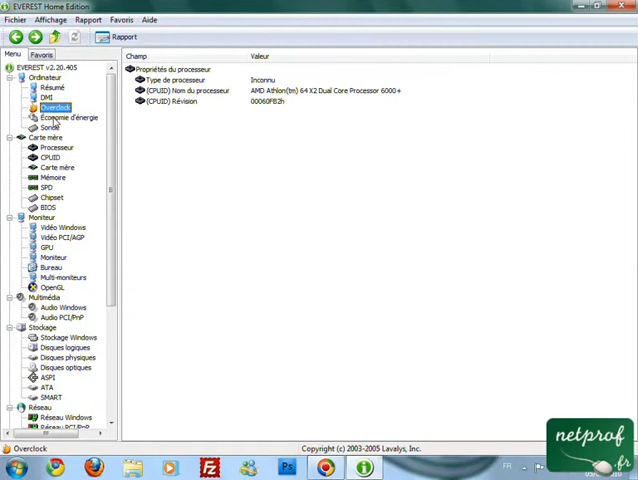 EVEREST Home Edition
Fichier Affichage Rapport Favoris Aide
Rapport
Menu Favoris
Champ Valeur
EVEREST v2.20.405
Ordinateur
Résumé
DMI
Overclock
Économie d'énergie
Sonde
Carte mère
Processeur
CPUID
Carte mère
Mémoire
SPD
Chipset
BIOS
Moniteur
Vidéo Windows
Vidéo PCI/AGP
GPU
Moniteur
Bureau
Multi-moniteurs
OpenGL
Multimédia
Audio Windows
Audio PCI/PnP
Stockage
Stockage Windows
Disques logiques
Disques physiques
Disques optiques
ASPI
ATA
SMART
Réseau
Réseau Windows
Réseau PCI/PnP
Propriétés du processeur
Type de processeur Inconnu
(CPUID) Nom du processeur AMD Athlon(tm) 64 X2 Dual Core Processor 6000+
(CPUID) Révision 00060FB2h
Overclock Copyright (c) 2003-2005 Lavalys, Inc.
FR
netprof
.fr